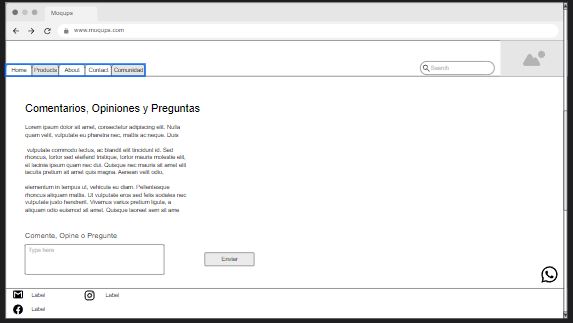 Moqups
www.moqups.com
Home Products About Contact Comunidad
Search
Comentarios, Opiniones y Preguntas
Lorem ipsum dolor sit amet, consectetur adipiscing elit. Nulla
quam velit, vulputate eu pharetra nec, mattis ac neque. Duis
vulputate commodo lectus, ac blandit elit tincidunt id. Sed
rhoncus, tortor sed eleifend tristique, tortor mauris molestie elit,
et lacinia ipsum quam nec dui. Quisque nec mauris sit amet elit
iaculis pretium sit amet quis magna. Aenean velit odio,
elementum in tempus ut, vehicula eu diam. Pellentesque
rhoncus aliquam mattis. Ut vulputate eros sed felis sodales nec
vulputate justo hendrerit. Vivamus varius pretium ligula, a
aliquam odio euismod sit amet. Quisque laoreet sem sit ame
Comente, Opine o Pregunte
Type here
Enviar
Label
Label
Label